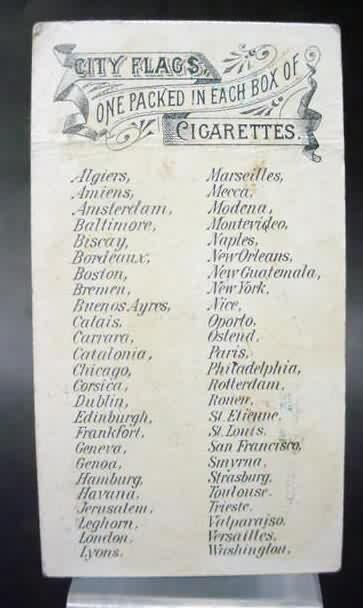 CITY FLAGS
ONE PACKED IN EACH BOX OF
CIGARETTES.
Algiers,
Amiens,
Amsterdam,
Baltimore,
Biscay,
Bordeaux,
Boston,
Bremen,
Buenos Ayres,
Calais,
Carrara,
Catalonia,
Chicago,
Corsica,
Dublin,
Edinburgh,
Frankfort,
Geneva,
Genoa,
Hamburg,
Havana,
Jerusalem,
Leghorn,
London,
Lyons.
Marseilles,
Mecca,
Modena,
Montevideo,
Naples,
New Orleans,
New Guatemala,
New York,
Nice,
Oporto,
Ostend,
Paris,
Philadelphia,
Rotterdam,
Rouen,
St. Etienne,
St. Louis.
San Francisco,
Smyrna,
Strasburg,
Toulouse.
Trieste.
Valparaiso.
Versailles.
Washington,